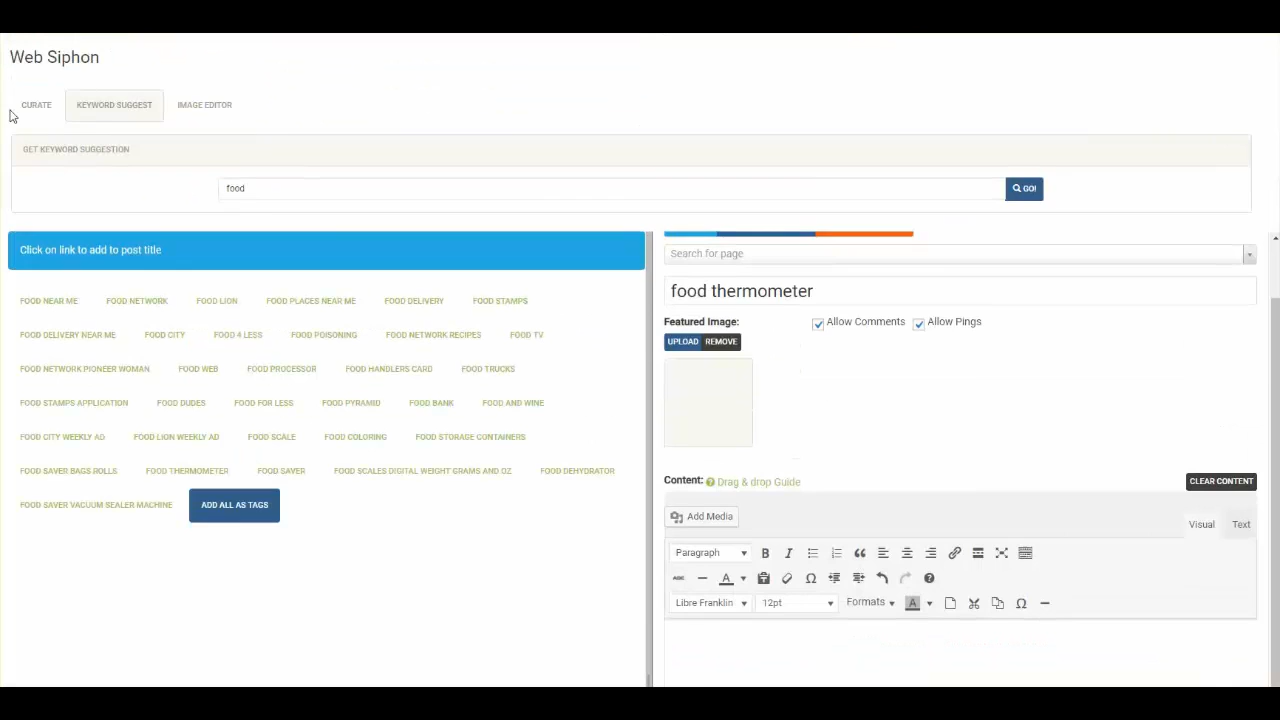 Web Siphon
CURATE KEYWORD SUGGEST IMAGE EDITOR
GET KEYWORD SUGGESTION
food GO!
Click on link to add to post title
FOOD NEAR ME FOOD NETWORK FOOD LION FOOD PLACES NEAR ME FOOD DELIVERY FOOD STAMPS
FOOD DELIVERY NEAR ME FOOD CITY FOOD 4 LESS FOOD POISONING FOOD NETWORK RECIPES FOOD TV
FOOD NETWORK PIONEER WOMAN FOOD WEB FOOD PROCESSOR FOOD HANDLERS CARD FOOD TRUCKS
FOOD STAMPS APPLICATION FOOD DUDES FOOD FOR LESS FOOD PYRAMID FOOD BANK FOOD AND WINE
FOOD CITY WEEKLY AD FOOD LION WEEKLY AD FOOD SCALE FOOD COLORING FOOD STORAGE CONTAINERS
FOOD SAVER BAGS ROLLS FOOD THERMOMETER FOOD SAVER FOOD SCALES DIGITAL WEIGHT GRAMS AND OZ FOOD DEHYDRATOR
FOOD SAVER VACUUM SEALER MACHINE ADD ALL AS TAGS
Search for page
food thermometer
Featured Image: Allow Comments Allow Pings
UPLOAD REMOVE
Content: Drag & drop Guide CLEAR CONTENT
Add Media Visual Text
Paragraph B I
ABC A
Libre Franklin 12pt Formats A